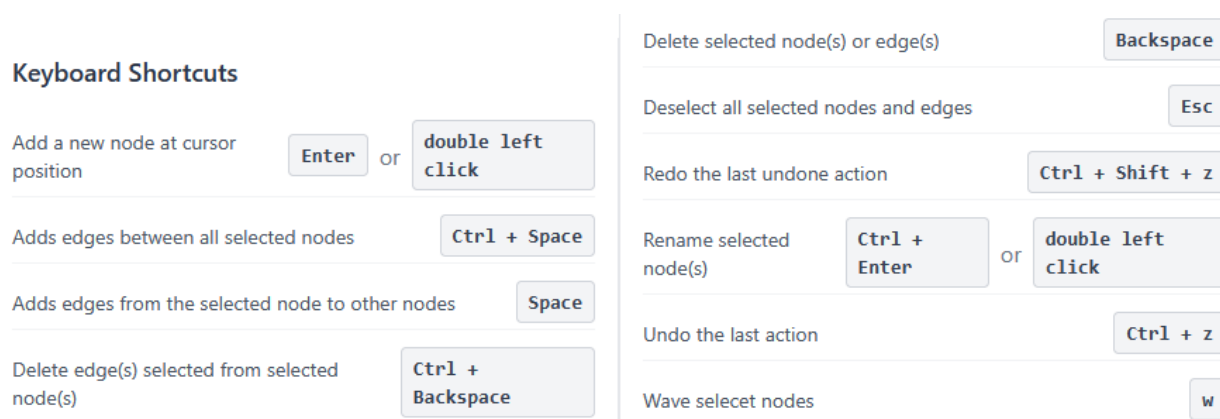 Keyboard Shortcuts
Add a new node at cursor
position
Enter or double left
click
Adds edges between all selected nodes Ctrl + Space
Adds edges from the selected node to other nodes Space
Delete edge(s) selected from selected
node(s)
Ctrl +
Backspace
Delete selected node(s) or edge(s) Backspace
Deselect all selected nodes and edges Esc
Redo the last undone action Ctrl + Shift + z
Rename selected
node(s)
Ctrl +
Enter
or
double left
click
Undo the last action Ctrl + z
Wave selecet nodes w